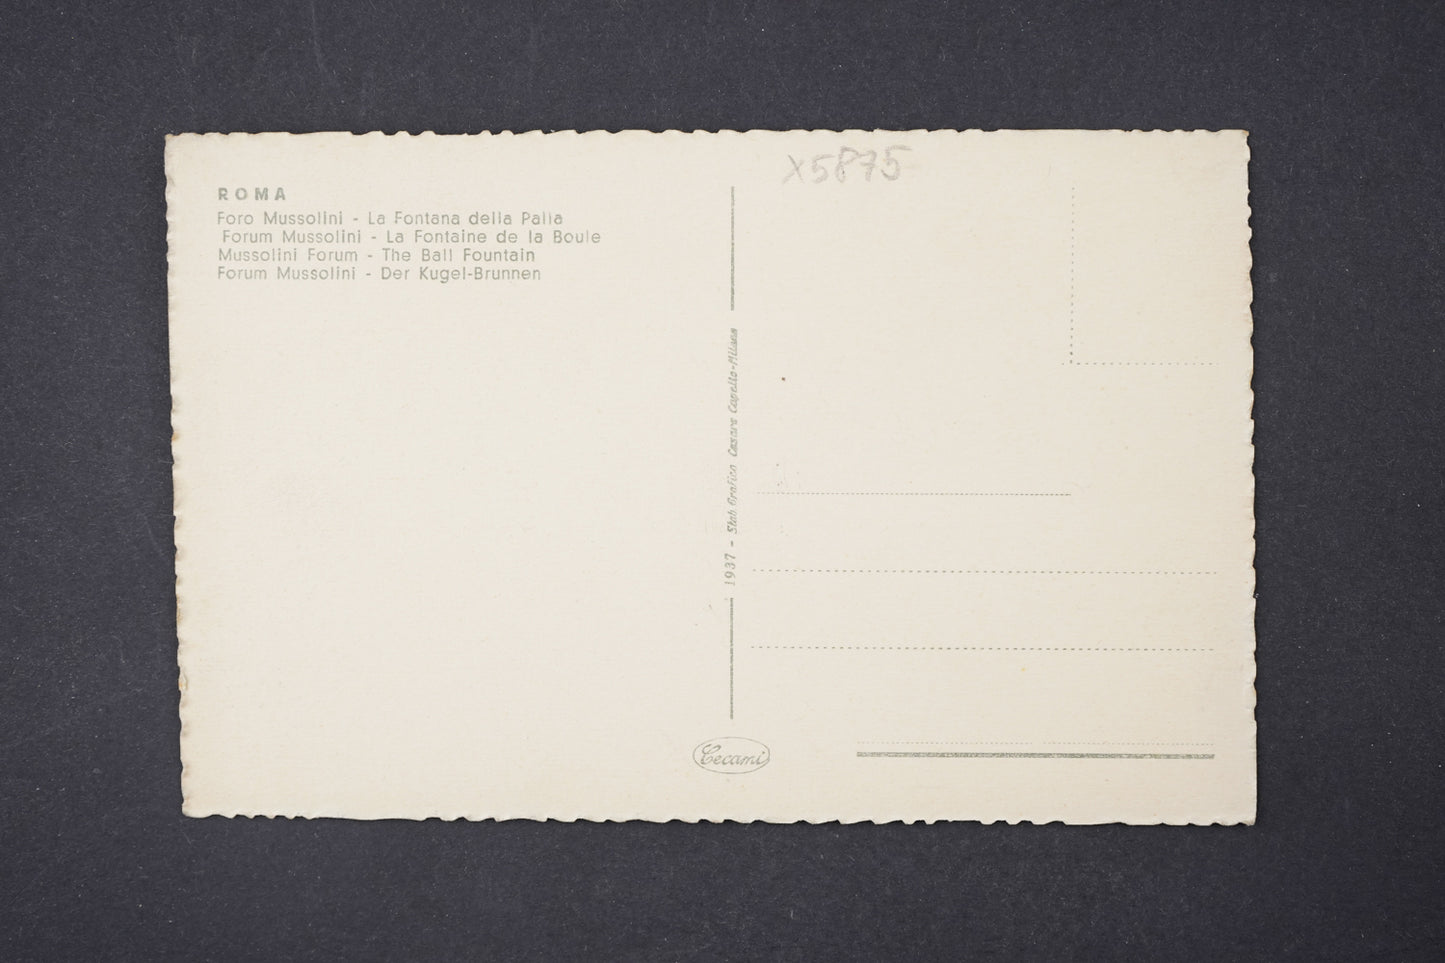 ROMA
Foro Mussolini - La Fontana della Palla
Forum Mussolini - La Fontaine de la Boule
Mussolini Forum - The Ball Fountain
Forum Mussolini - Der Kugel-Brunnen
X5875
1937 - Stab. Grafico Cesare Capello-Milano
Cecami